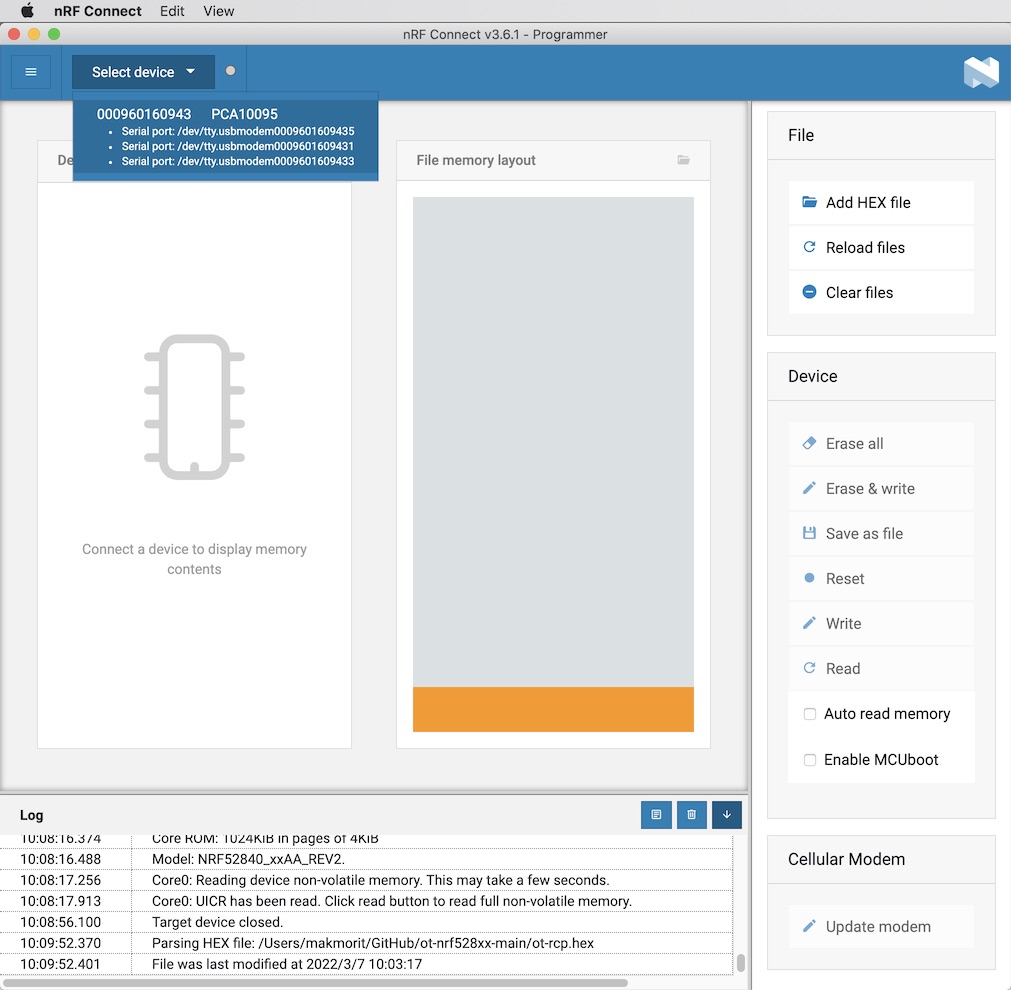 nRF Connect Edit View
nRF Connect v3.6.1 - Programmer
Select device
000960160943 PCA10095
Serial port: /dev/tty.usbmodem0009601609435
Serial port: /dev/tty.usbmodem0009601609431
Serial port: /dev/tty.usbmodem0009601609433
De
File memory layout
Connect a device to display memory
contents
File
Add HEX file
Reload files
Clear files
Device
Erase all
Erase & write
Save as file
Reset
Write
Read
Auto read memory
Enable MCUboot
Cellular Modem
Update modem
Log
10:08:16.374 Core ROM: 1024KiB in pages of 4KiB
10:08:16.488 Model: NRF52840_xxAA_REV2.
10:08:17.256 Core0: Reading device non-volatile memory. This may take a few seconds.
10:08:17.913 Core0: UICR has been read. Click read button to read full non-volatile memory.
10:08:56.100 Target device closed.
10:09:52.370 Parsing HEX file: /Users/makmorit/GitHub/ot-nrf528xx-main/ot-rcp.hex
10:09:52.401 File was last modified at 2022/3/7 10:03:17